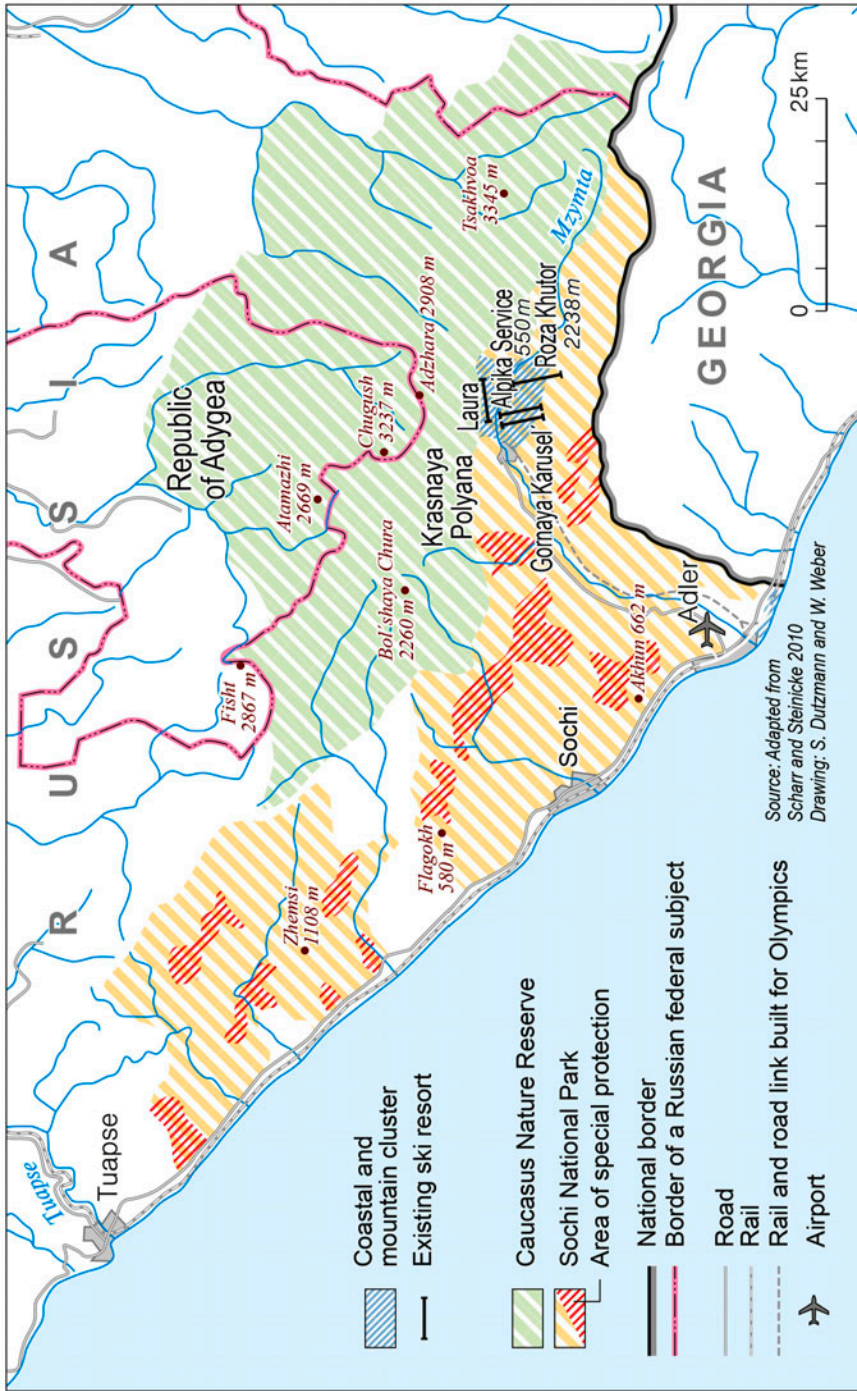 R U S S I A
Tuapse
Tuapse
Fisht
2867 m
Republic
of Adygea
Atamazhi
2669 m
Chugush
3237 m
Adzhara 2908 m
Bol'shaya Chura
2260 m
Tsakhvoa
3345 m
Zhemsi
1108 m
Flagokh
580 m
Krasnaya
Polyana
Laura
Alpika Service
550 m
Roza Khutor
2238 m
Gornaya Karusel
Mzymta
Akhun 662 m
Sochi
Adler
GEORGIA
0
25 km
Coastal and
mountain cluster
Existing ski resort
Caucasus Nature Reserve
Sochi National Park
Area of special protection
National border
Border of a Russian federal subject
Road
Rail
Rail and road link built for Olympics
Airport
Source: Adapted from
Scharr and Steinicke 2010
Drawing: S. Dutzmann and W. Weber